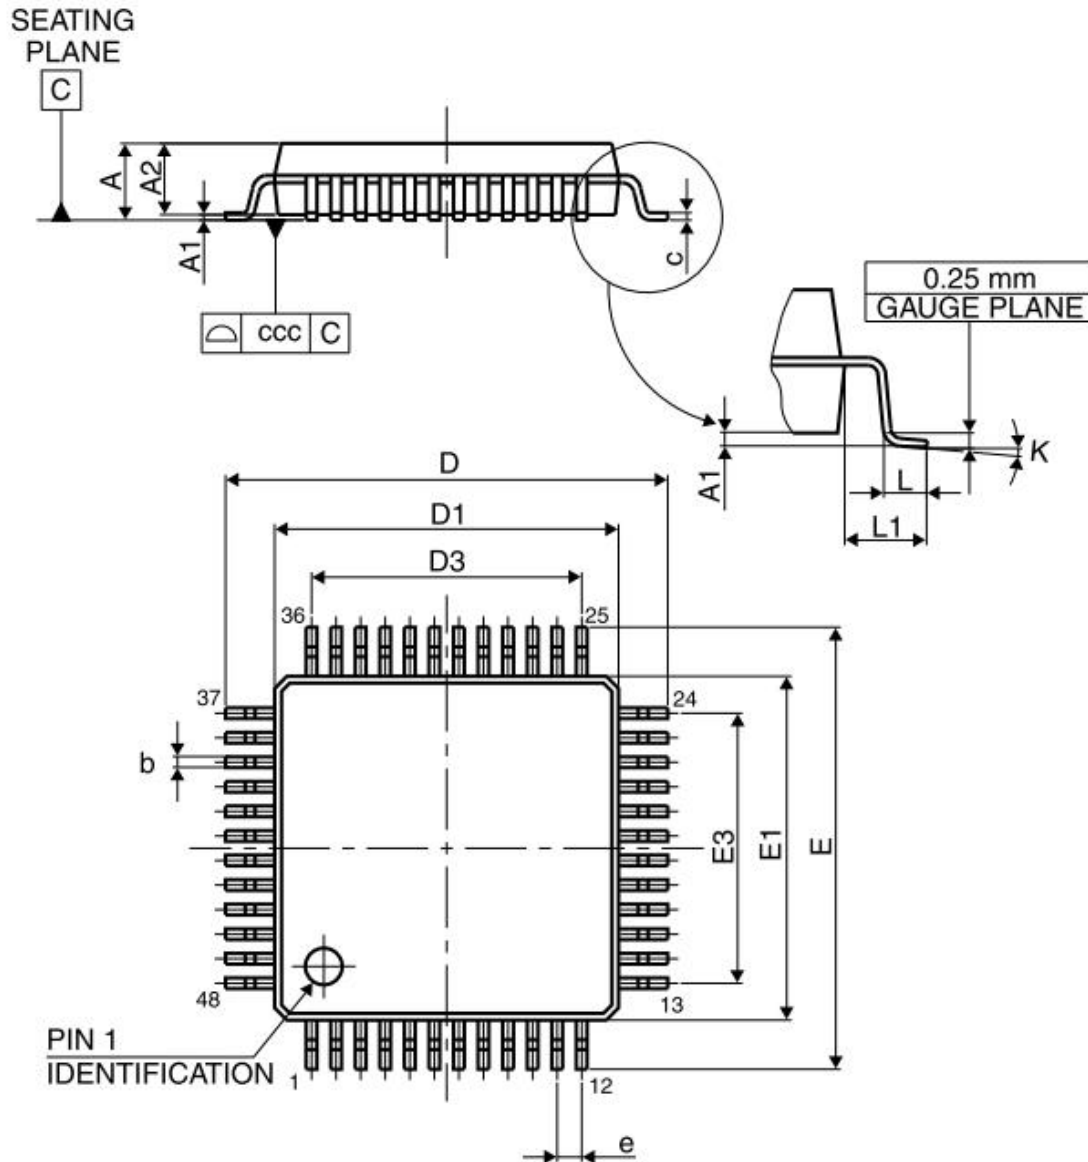 SEATING
PLANE
C
A
A2
A1
c
ccc C
0.25 mm
GAUGE PLANE
A1
K
L
L1
D
D1
D3
36
25
37
24
b
E3
E1
E
48
13
PIN 1
IDENTIFICATION
1
12
e